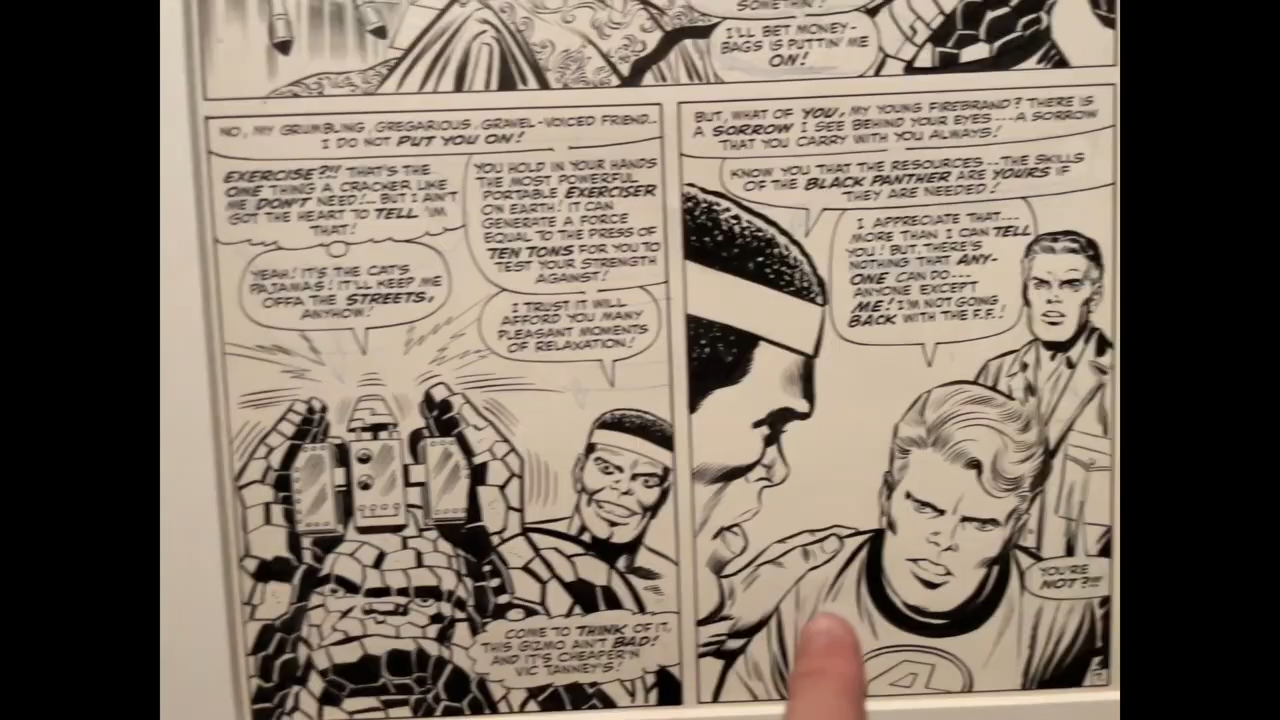 SOMETHIN'!
I'LL BET MONEY-
BAGS IS PUTTIN' ME
ON!
NO, MY GRUMBLING, GREGARIOUS, GRAVEL-VOICED FRIEND...
I DO NOT PUT YOU ON!
EXERCISE?!! THAT'S THE
ONE THING A CRACKER LIKE
ME DON'T NEED!... BUT I AIN'T
GOT THE HEART TO TELL 'IM
THAT!
YOU HOLD IN YOUR HANDS
THE MOST POWERFUL
PORTABLE EXERCISER
ON EARTH! IT CAN
GENERATE A FORCE
EQUAL TO THE PRESS OF
TEN TONS FOR YOU TO
TEST YOUR STRENGTH
AGAINST!
YEAH! IT'S THE CAT'S
PAJAMAS! IT'LL KEEP ME
OFFA THE STREETS,
ANYHOW!
I TRUST IT WILL
AFFORD YOU MANY
PLEASANT MOMENTS
OF RELAXATION!
COME TO THINK OF IT,
THIS GIZMO AIN'T BAD!
AND IT'S CHEAPER'N
VIC TANNEY'S!
BUT, WHAT OF YOU, MY YOUNG FIREBRAND? THERE IS
A SORROW I SEE BEHIND YOUR EYES---A SORROW
THAT YOU CARRY WITH YOU ALWAYS!
KNOW YOU THAT THE RESOURCES...THE SKILLS
OF THE BLACK PANTHER ARE YOURS IF
THEY ARE NEEDED!
I APPRECIATE THAT...
MORE THAN I CAN TELL
YOU! BUT, THERE'S
NOTHING THAT ANY-
ONE CAN DO...
ANYONE EXCEPT
ME! I'M NOT GOING
BACK WITH THE F.F.!
YOU'RE
NOT?!!
4